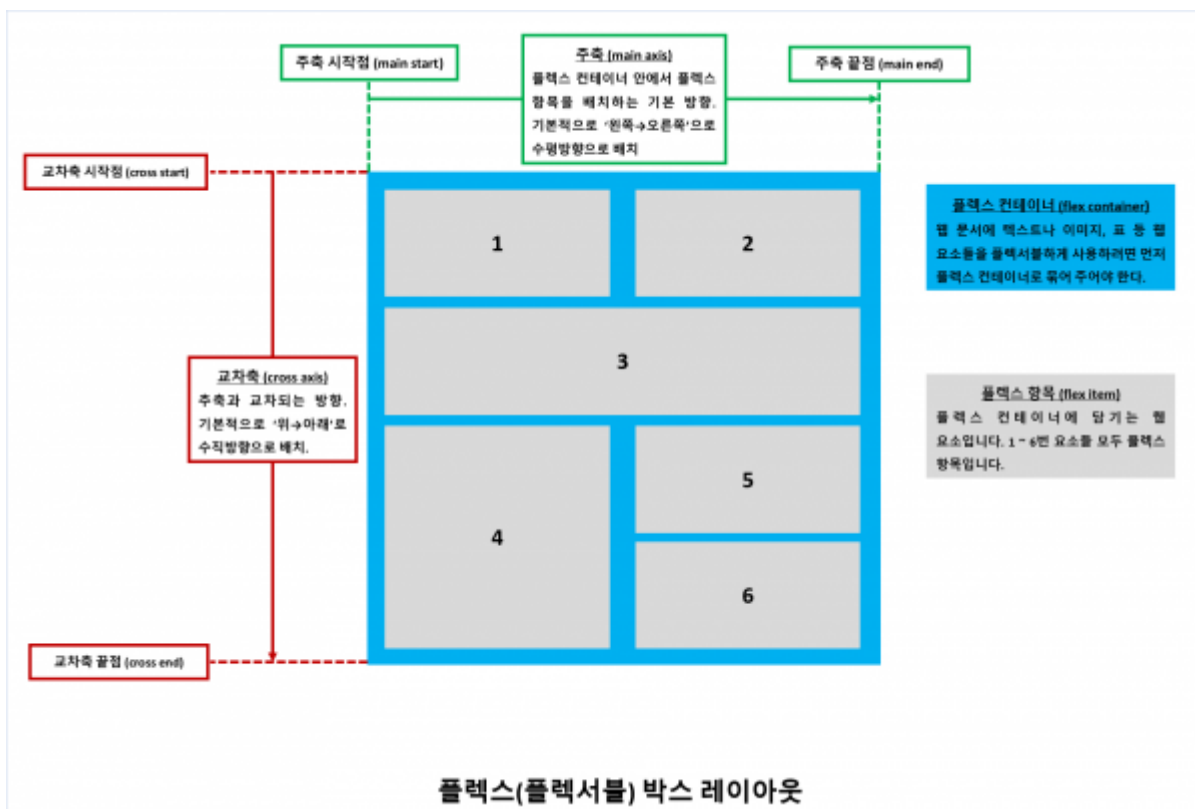 주축 시작점 (main start)
주축 (main axis)
플렉스 컨테이너 안에서 플렉스
항목을 배치하는 기본 방향.
기본적으로 ‘왼쪽→오른쪽’으로
수평방향으로 배치
주축 끝점 (main end)
교차축 시작점 (cross start)
1
2
플렉스 컨테이너 (flex container)
웹 문서에 텍스트나 이미지, 표 등 웹
요소들을 플렉서블하게 사용하려면 먼저
플렉스 컨테이너로 묶어 주어야 한다.
3
교차축 (cross axis)
주축과 교차되는 방향.
기본적으로 ‘위→아래’로
수직방향으로 배치.
플렉스 항목 (flex item)
플렉스 컨테이너에 담기는 웹
요소입니다. 1 ~ 6번 요소들 모두 플렉스
항목입니다.
4
5
6
교차축 끝점 (cross end)
플렉스(플렉서블) 박스 레이아웃